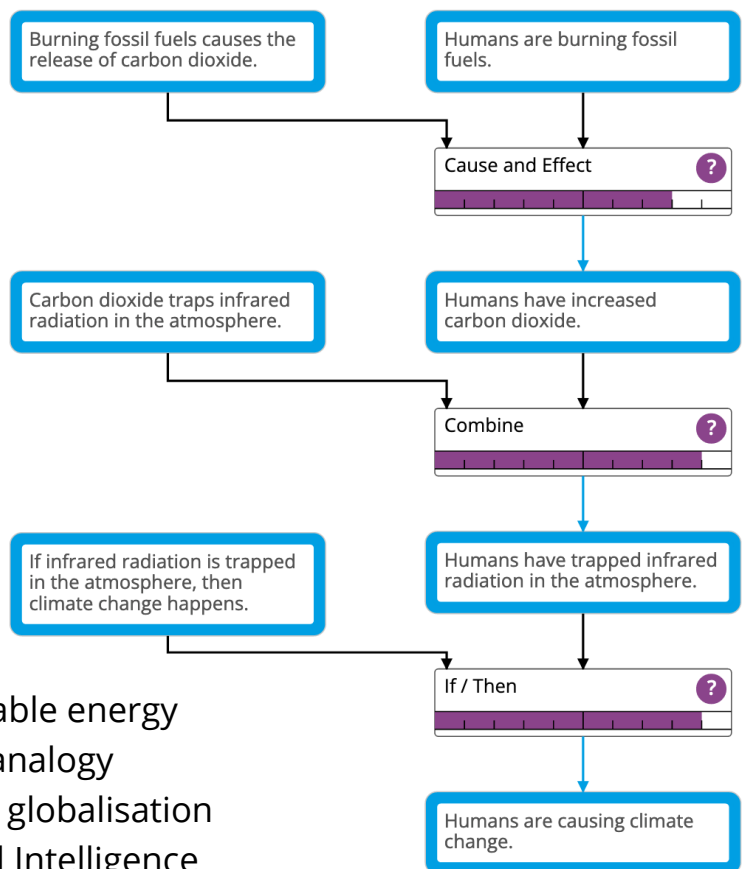 Burning fossil fuels causes the
release of carbon dioxide.
Humans are burning fossil
fuels.
Cause and Effect ?
Carbon dioxide traps infrared
radiation in the atmosphere.
Humans have increased
carbon dioxide.
Combine ?
If infrared radiation is trapped
in the atmosphere, then
climate change happens.
Humans have trapped infrared
radiation in the atmosphere.
If / Then ?
able energy
analogy
globalisation
Intelligence
Humans are causing climate
change.